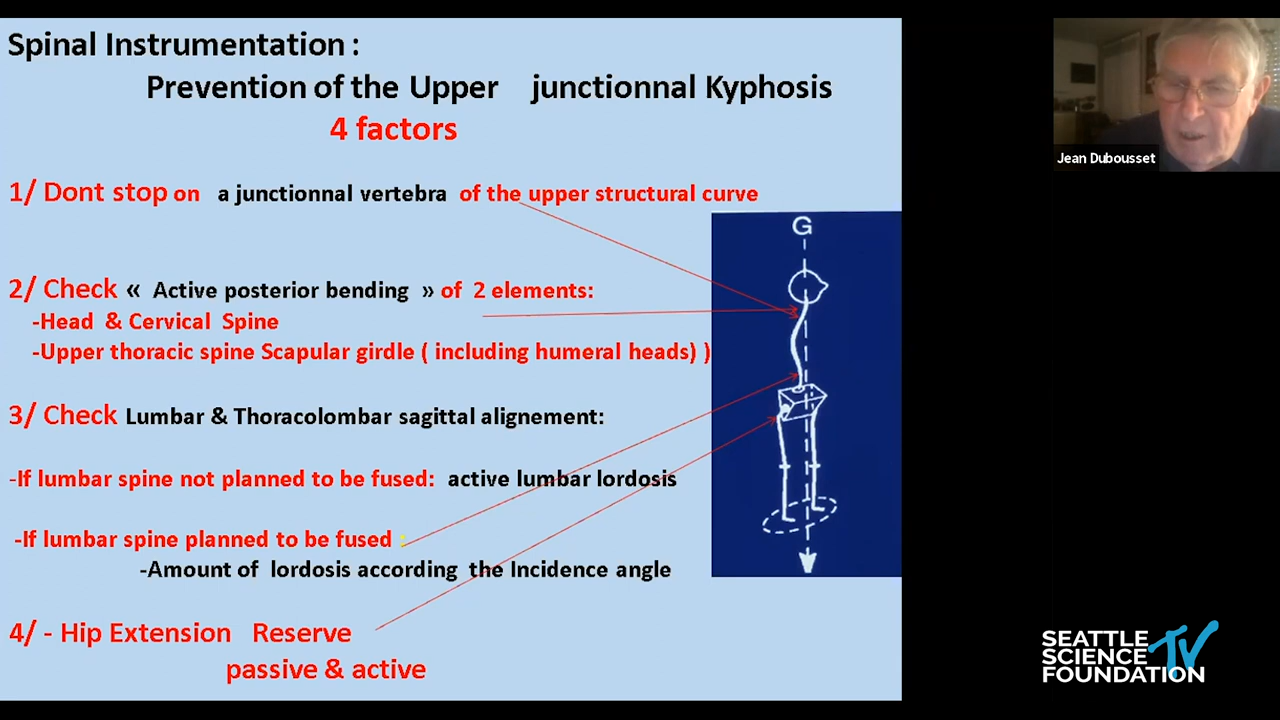 Spinal Instrumentation :
Prevention of the Upper junctionnal Kyphosis
4 factors
1/ Dont stop on a junctionnal vertebra of the upper structural curve
2/ Check « Active posterior bending » of 2 elements:
-Head & Cervical Spine
-Upper thoracic spine Scapular girdle ( including humeral heads) )
3/ Check Lumbar & Thoracolombar sagittal alignement:
-If lumbar spine not planned to be fused: active lumbar lordosis
-If lumbar spine planned to be fused :
-Amount of lordosis according the Incidence angle
4/ - Hip Extension Reserve
passive & active
G
Jean Dubousset
SEATTLE
SCIENCE TV
FOUNDATION